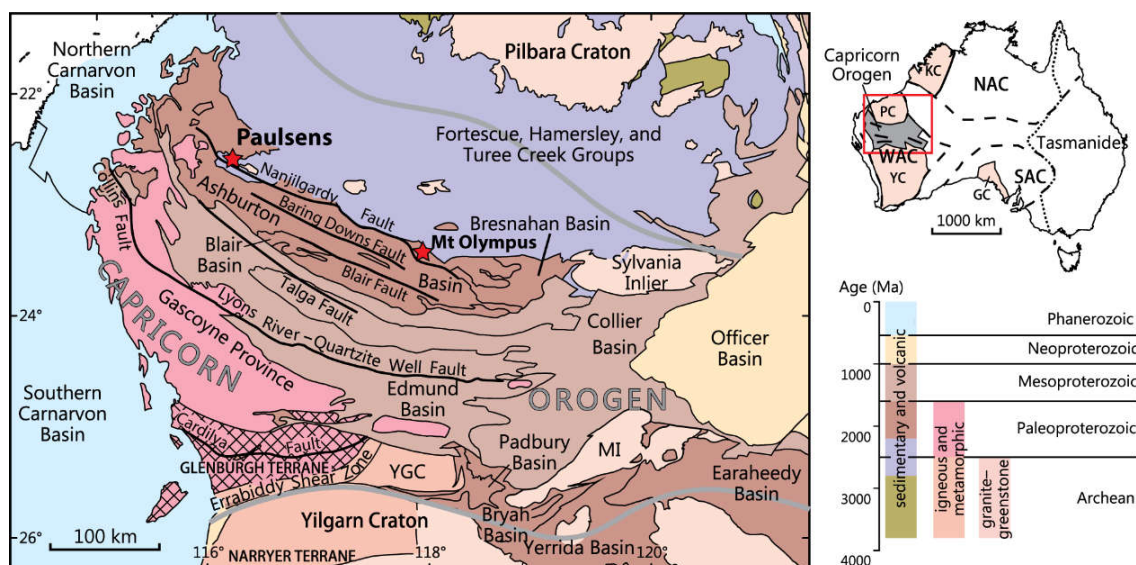 Northern
Carnarvon
Basin
Pilbara Craton
22°
Paulsens
Fortescue, Hamersley, and
Turee Creek Groups
Collins
Fault
Nanjilgardy
Fault
Ashburton
Baring Downs Fault
Bresnahan Basin
Mt Olympus
Blair
Basin
Blair Fault
Basin
Sylvania
Inlier
Talga Fault
24°
CAPRICORN
Gascoyne Province
Lyons River – Quartzite Well Fault
Collier
Basin
Officer
Basin
Edmund
Basin
OROGEN
Southern
Carnarvon
Basin
Cardilya
Fault
GLENBURGH TERRANE
Padbury
Basin
MI
Errabiddy Shear Zone
YGC
Earaheedy
Basin
Yilgarn Craton
Bryah
Basin
Yerrida Basin
26°
100 km
116°
118°
120°
NARRYER TERRANE
Capricorn
Orogen
KC
NAC
PC
Tasmanides
WAC
YC
SAC
GC
1000 km
Age (Ma)
0
1000
2000
3000
4000
sedimentary and volcanic
igneous and
metamorphic
granite–
greenstone
Phanerozoic
Neoproterozoic
Mesoproterozoic
Paleoproterozoic
Archean